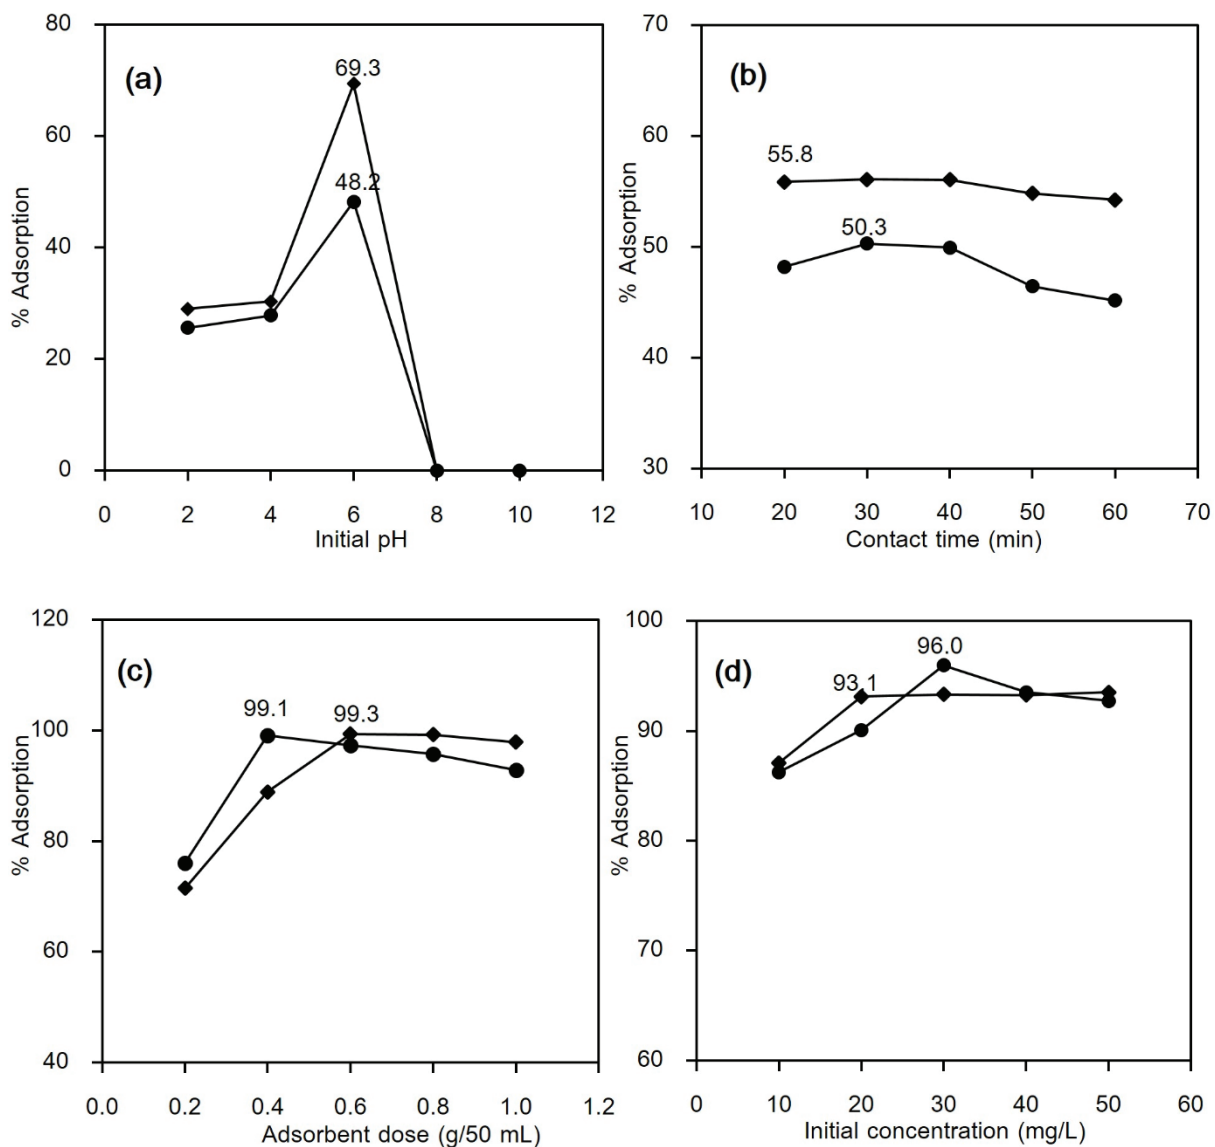 80
60
40
20
0
% Adsorption
(a)
69.3
48.2
0 2 4 6 8 10 12
Initial pH
70
60
50
40
30
% Adsorption
(b)
55.8
50.3
10 20 30 40 50 60 70
Contact time (min)
120
100
80
60
40
% Adsorption
(c)
99.1
99.3
0.0 0.2 0.4 0.6 0.8 1.0 1.2
Adsorbent dose (g/50 mL)
100
90
80
70
60
% Adsorption
(d)
96.0
93.1
0 10 20 30 40 50 60
Initial concentration (mg/L)